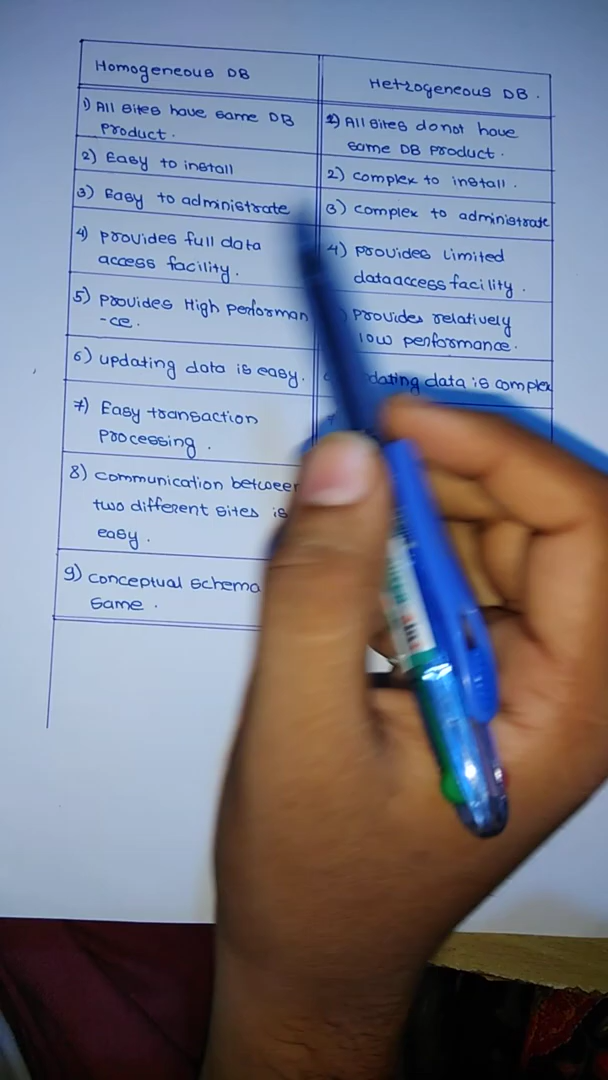 Homogeneous DB
Hetrogeneous DB.
1) All sites have same DB
product.
1) All sites donot have
same DB product.
2) Easy to install
2) complex to install.
3) Easy to administrate
3) complex to administrate
4) provides full data
access facility.
4) provides limited
dataaccess facility.
5) provides High performan
-ce.
provides relatively
low performance.
6) updating data is easy.
data is complex
7) Easy transaction
processing.
8) communication between
two different sites is
easy.
9) conceptual schema
same.